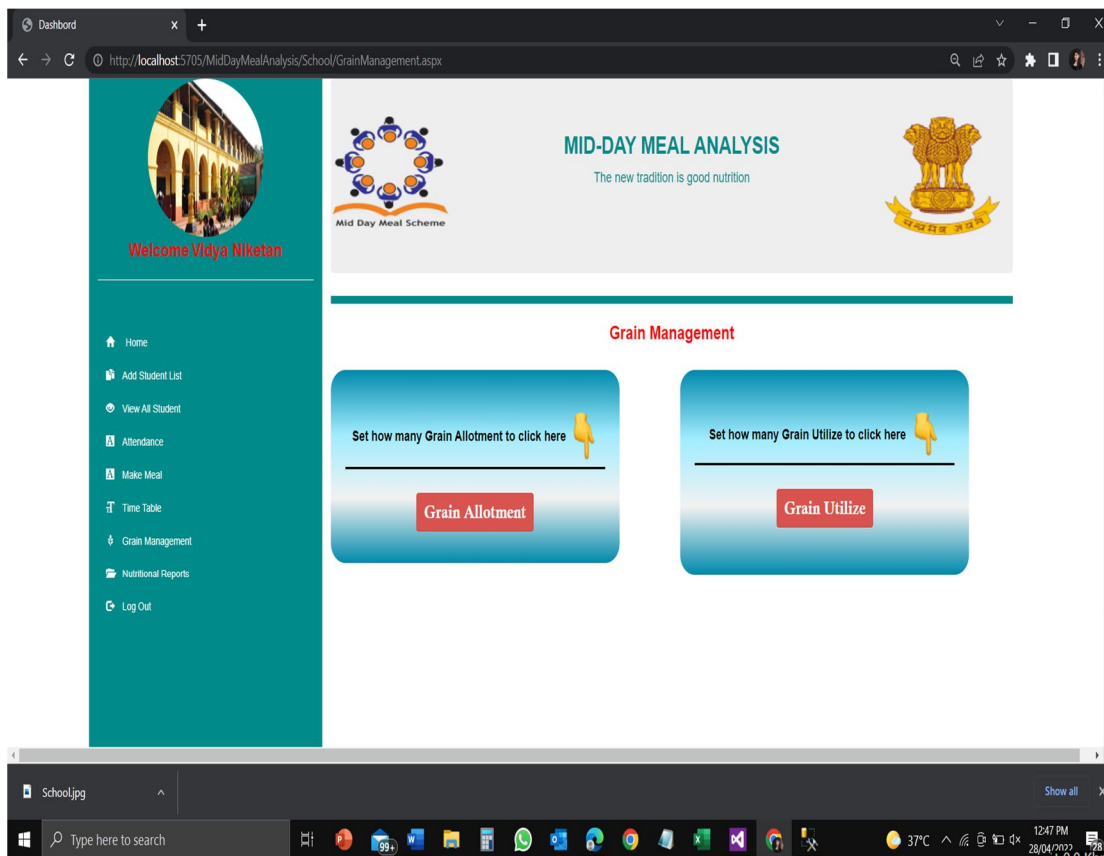 Dashbord
http://localhost:5705/MidDayMealAnalysis/School/GrainManagement.aspx
Welcome Vidya Niketan
Home
Add Student List
View All Student
Attendance
Make Meal
Time Table
Grain Management
Nutritional Reports
Log Out
Mid Day Meal Scheme
MID-DAY MEAL ANALYSIS
The new tradition is good nutrition
सत्यमेव जयते
Grain Management
Set how many Grain Allotment to click here
Grain Allotment
Set how many Grain Utilize to click here
Grain Utilize
School.jpg
Show all
Type here to search
99+
37°C
12:47 PM
28/04/2022
28